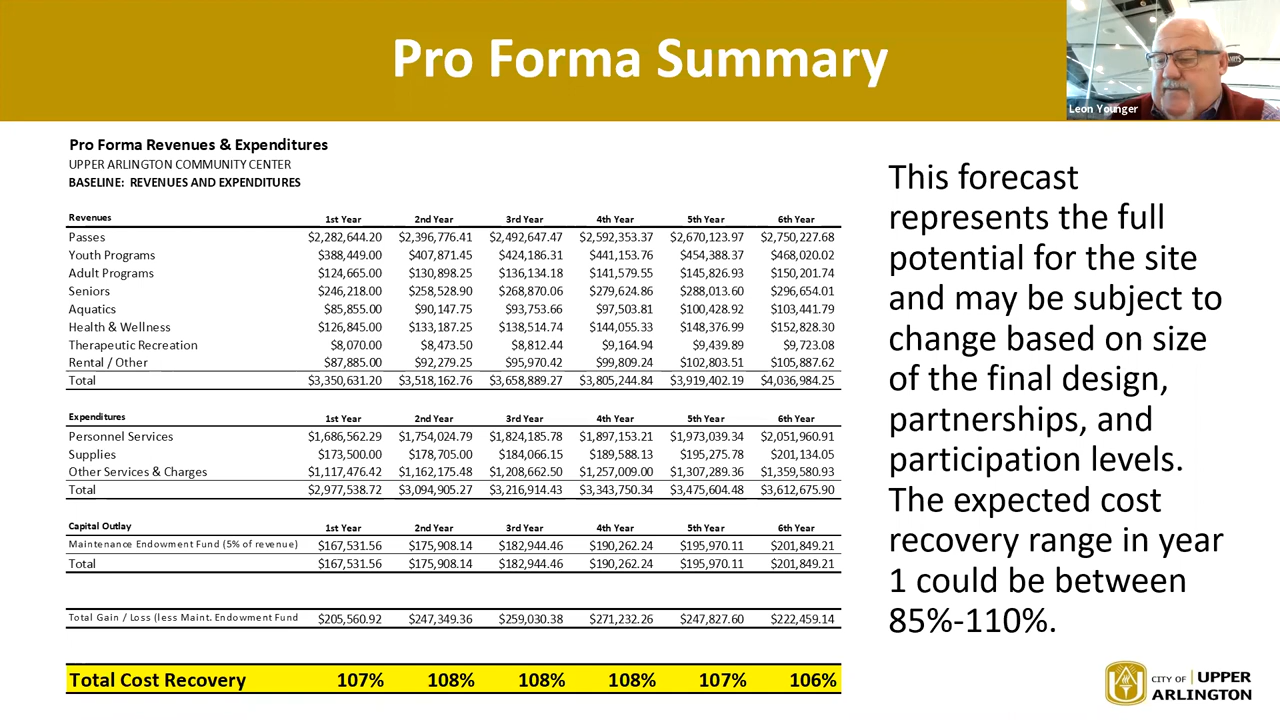 Pro Forma Summary
Leon Younger
Pro Forma Revenues & Expenditures
UPPER ARLINGTON COMMUNITY CENTER
BASELINE: REVENUES AND EXPENDITURES
Revenues 1st Year 2nd Year 3rd Year 4th Year 5th Year 6th Year
Passes $2,282,644.20 $2,396,776.41 $2,492,647.47 $2,592,353.37 $2,670,123.97 $2,750,227.68
Youth Programs $388,449.00 $407,871.45 $424,186.31 $441,153.76 $454,388.37 $468,020.02
Adult Programs $124,665.00 $130,898.25 $136,134.18 $141,579.55 $145,826.93 $150,201.74
Seniors $246,218.00 $258,528.90 $268,870.06 $279,624.86 $288,013.60 $296,654.01
Aquatics $85,855.00 $90,147.75 $93,753.66 $97,503.81 $100,428.92 $103,441.79
Health & Wellness $126,845.00 $133,187.25 $138,514.74 $144,055.33 $148,376.99 $152,828.30
Therapeutic Recreation $8,070.00 $8,473.50 $8,812.44 $9,164.94 $9,439.89 $9,723.08
Rental / Other $87,885.00 $92,279.25 $95,970.42 $99,809.24 $102,803.51 $105,887.62
Total $3,350,631.20 $3,518,162.76 $3,658,889.27 $3,805,244.84 $3,919,402.19 $4,036,984.25
Expenditures 1st Year 2nd Year 3rd Year 4th Year 5th Year 6th Year
Personnel Services $1,686,562.29 $1,754,024.79 $1,824,185.78 $1,897,153.21 $1,973,039.34 $2,051,960.91
Supplies $173,500.00 $178,705.00 $184,066.15 $189,588.13 $195,275.78 $201,134.05
Other Services & Charges $1,117,476.42 $1,162,175.48 $1,208,662.50 $1,257,009.00 $1,307,289.36 $1,359,580.93
Total $2,977,538.72 $3,094,905.27 $3,216,914.43 $3,343,750.34 $3,475,604.48 $3,612,675.90
Capital Outlay 1st Year 2nd Year 3rd Year 4th Year 5th Year 6th Year
Maintenance Endowment Fund (5% of revenue) $167,531.56 $175,908.14 $182,944.46 $190,262.24 $195,970.11 $201,849.21
Total $167,531.56 $175,908.14 $182,944.46 $190,262.24 $195,970.11 $201,849.21
Total Gain / Loss (less Maint. Endowment Fund $205,560.92 $247,349.36 $259,030.38 $271,232.26 $247,827.60 $222,459.14
Total Cost Recovery 107% 108% 108% 108% 107% 106%
This forecast
represents the full
potential for the site
and may be subject to
change based on size
of the final design,
partnerships, and
participation levels.
The expected cost
recovery range in year
1 could be between
85%-110%.
CITY OF UPPER
ARLINGTON